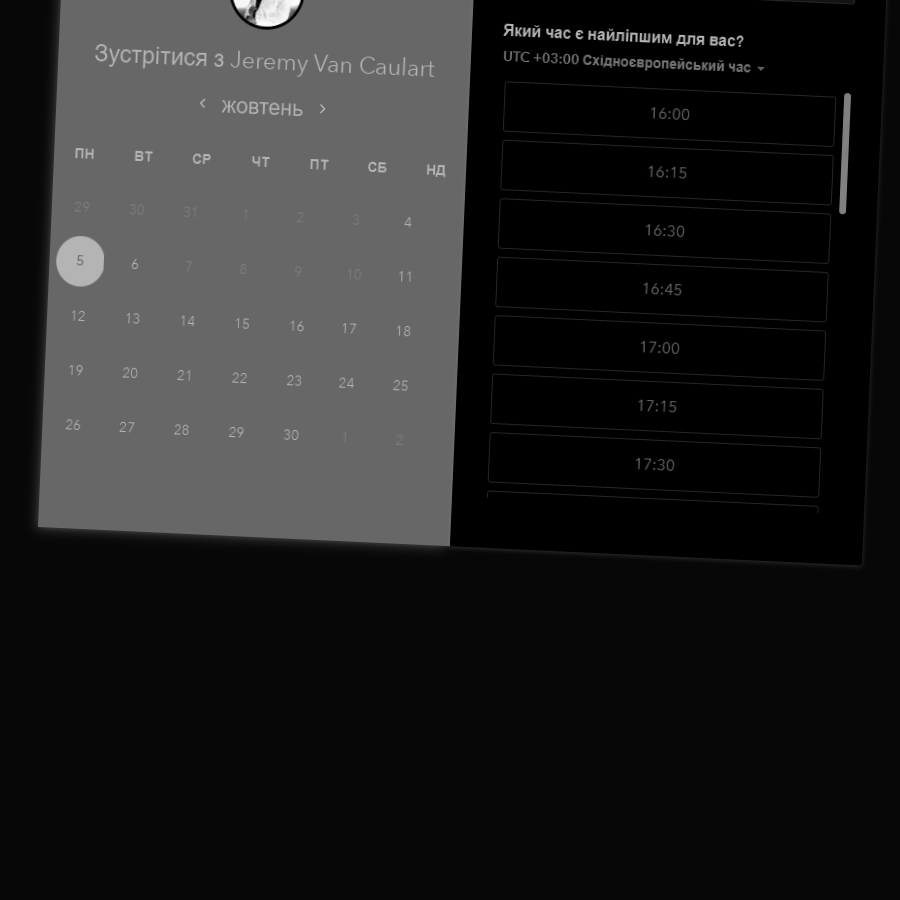 Зустрітися з Jeremy Van Caulart
жовтень
ПН ВТ СР ЧТ ПТ СБ НД
29 30 31 1 2 3 4
5 6 7 8 9 10 11
12 13 14 15 16 17 18
19 20 21 22 23 24 25
26 27 28 29 30 1 2
Який час є найліпшим для вас?
UTC +03:00 Східноєвропейський час
16:00
16:15
16:30
16:45
17:00
17:15
17:30